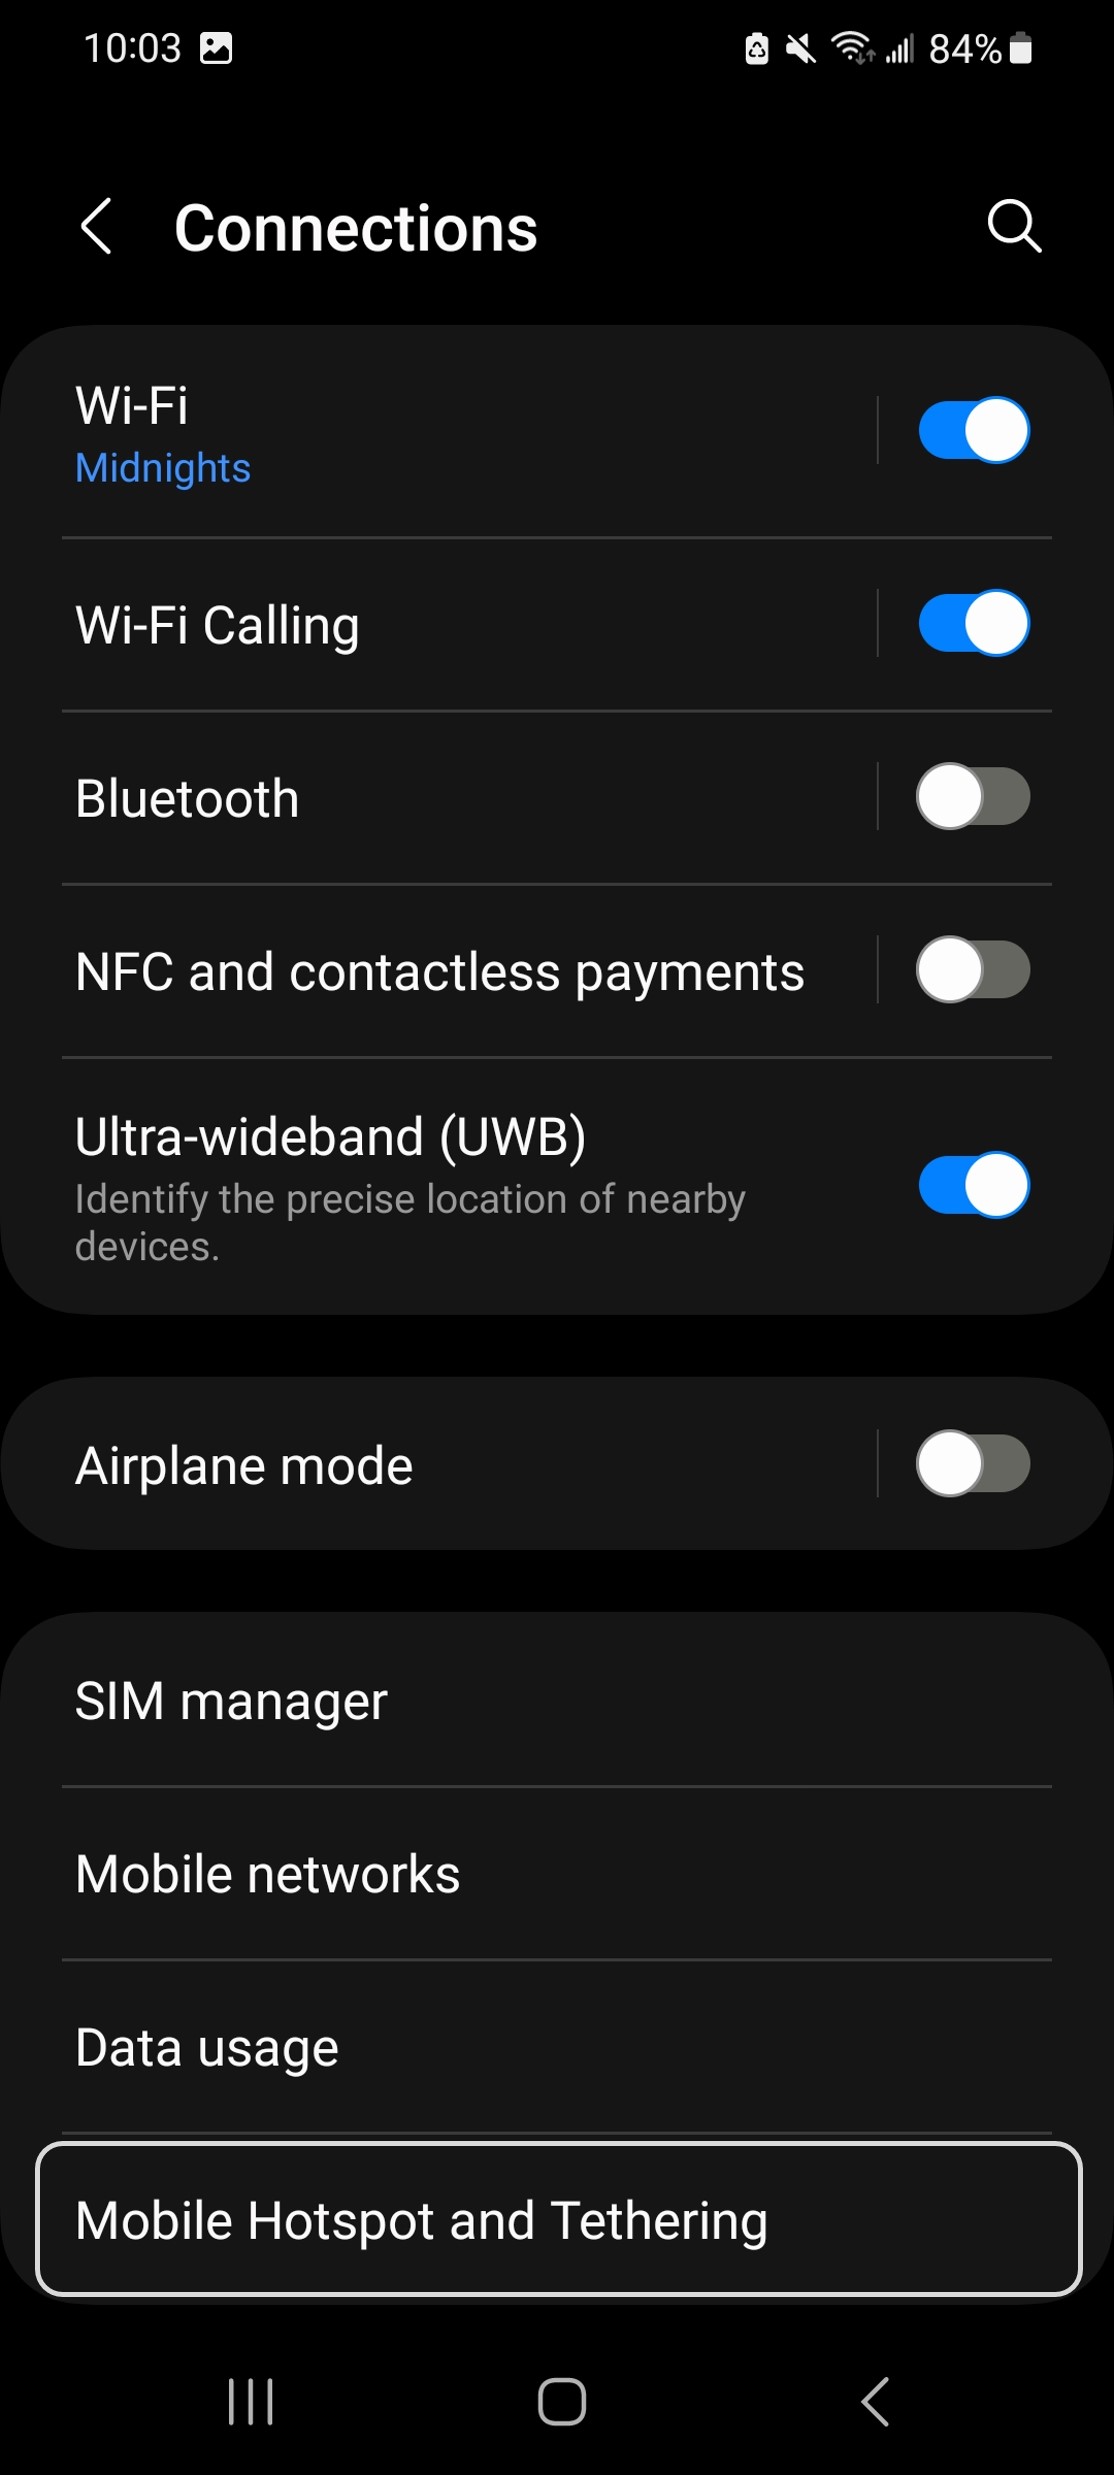 10:03 84%
Connections
Wi-Fi
Midnights
Wi-Fi Calling
Bluetooth
NFC and contactless payments
Ultra-wideband (UWB)
Identify the precise location of nearby
devices.
Airplane mode
SIM manager
Mobile networks
Data usage
Mobile Hotspot and Tethering